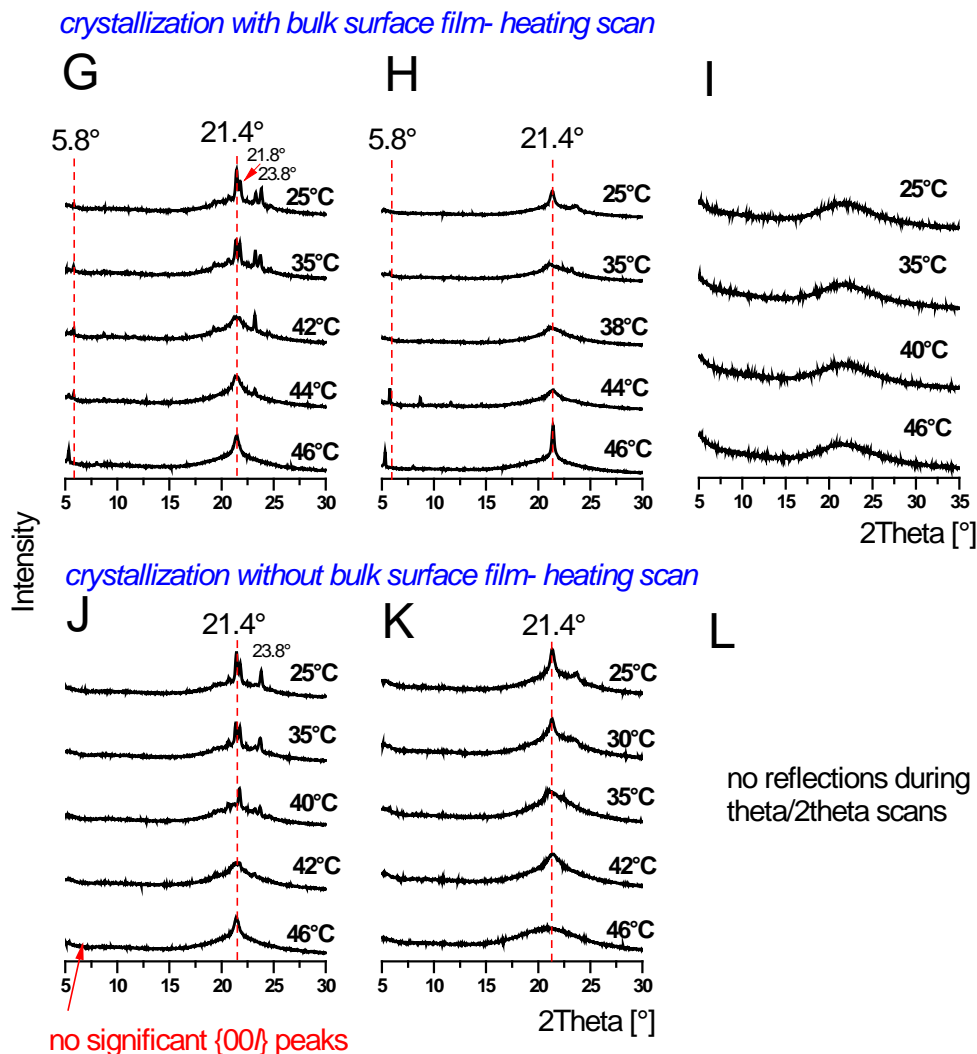 crystallization with bulk surface film- heating scan
G
H
I
5.8°
21.4°
21.8°
23.8°
25°C
35°C
42°C
44°C
46°C
5 10 15 20 25 30
5.8°
21.4°
25°C
35°C
38°C
44°C
46°C
5 10 15 20 25 30
25°C
35°C
40°C
46°C
5 10 15 20 25 30 35
2Theta [°]
Intensity
crystallization without bulk surface film- heating scan
J
K
L
21.4°
23.8°
25°C
35°C
40°C
42°C
46°C
5 10 15 20 25 30
no significant {00l} peaks
21.4°
25°C
30°C
35°C
42°C
46°C
5 10 15 20 25 30
2Theta [°]
no reflections during
theta/2theta scans